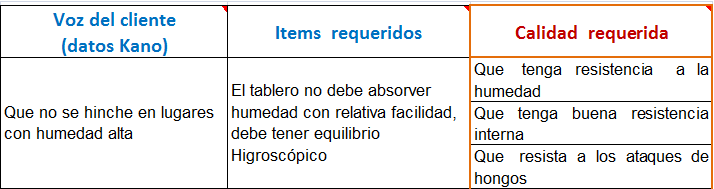 Voz del cliente
(datos Kano)
Items requeridos
Calidad requerida
Que no se hinche en lugares
con humedad alta
El tablero no debe absorver
humedad con relativa facilidad,
debe tener equilibrio
Higroscópico
Que tenga resistencia a la
humedad
Que tenga buena resistencia
interna
Que resista a los ataques de
hongos